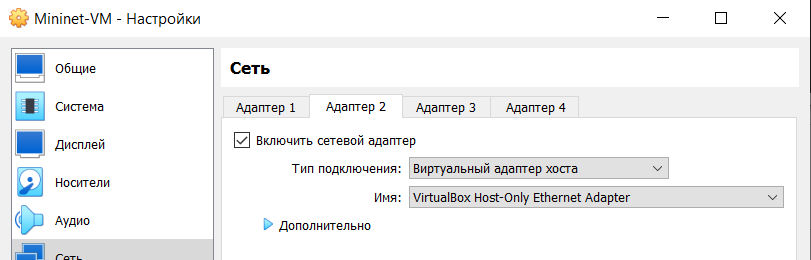 Mininet-VM - Настройки
Общие
Система
Дисплей
Носители
Аудио
Сеть
Сеть
Адаптер 1 Адаптер 2 Адаптер 3 Адаптер 4
Включить сетевой адаптер
Тип подключения: Виртуальный адаптер хоста
Имя: VirtualBox Host-Only Ethernet Adapter
Дополнительно